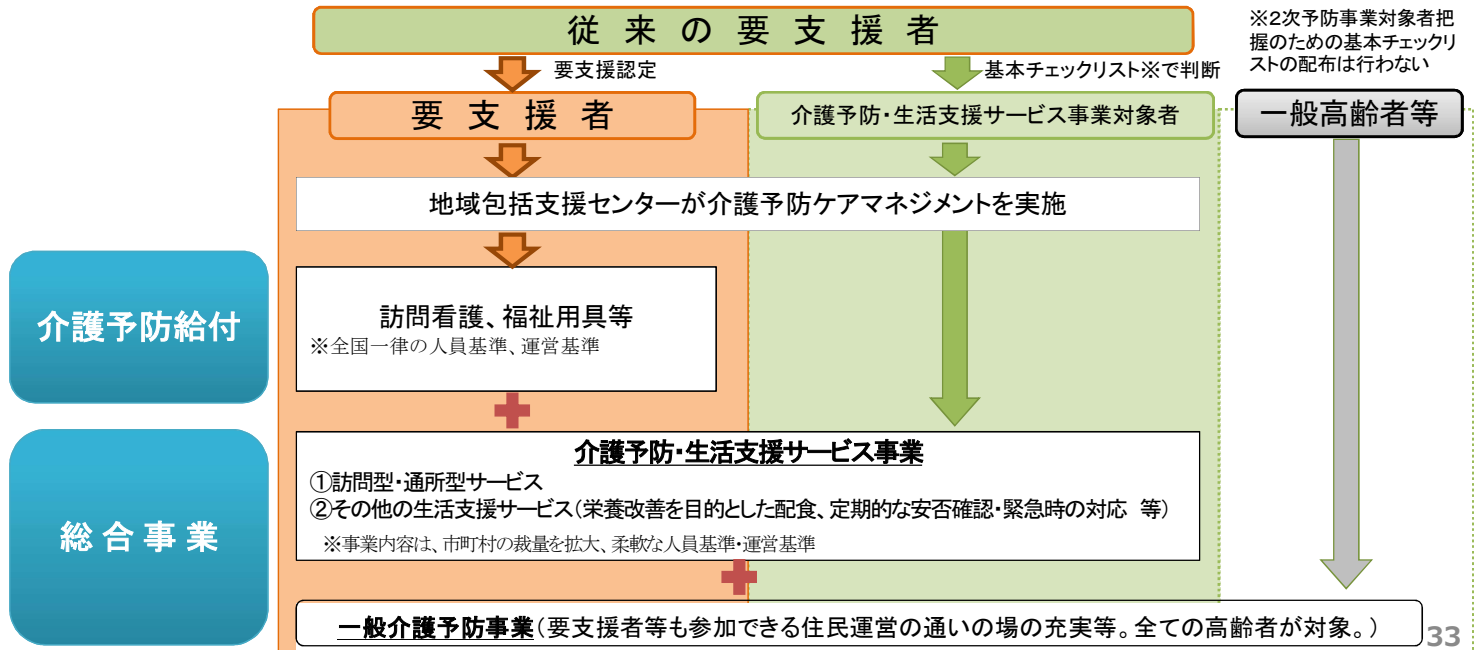 従来の要支援者
※2次予防事業対象者把
握のための基本チェックリ
ストの配布は行わない
要支援認定
基本チェックリスト※で判断
要支援者
介護予防・生活支援サービス事業対象者
一般高齢者等
地域包括支援センターが介護予防ケアマネジメントを実施
介護予防給付
訪問看護、福祉用具等
※全国一律の人員基準、運営基準
総合事業
介護予防・生活支援サービス事業
①訪問型・通所型サービス
②その他の生活支援サービス(栄養改善を目的とした配食、定期的な安否確認・緊急時の対応 等)
※事業内容は、市町村の裁量を拡大、柔軟な人員基準・運営基準
一般介護予防事業(要支援者等も参加できる住民運営の通いの場の充実等。全ての高齢者が対象。)
33